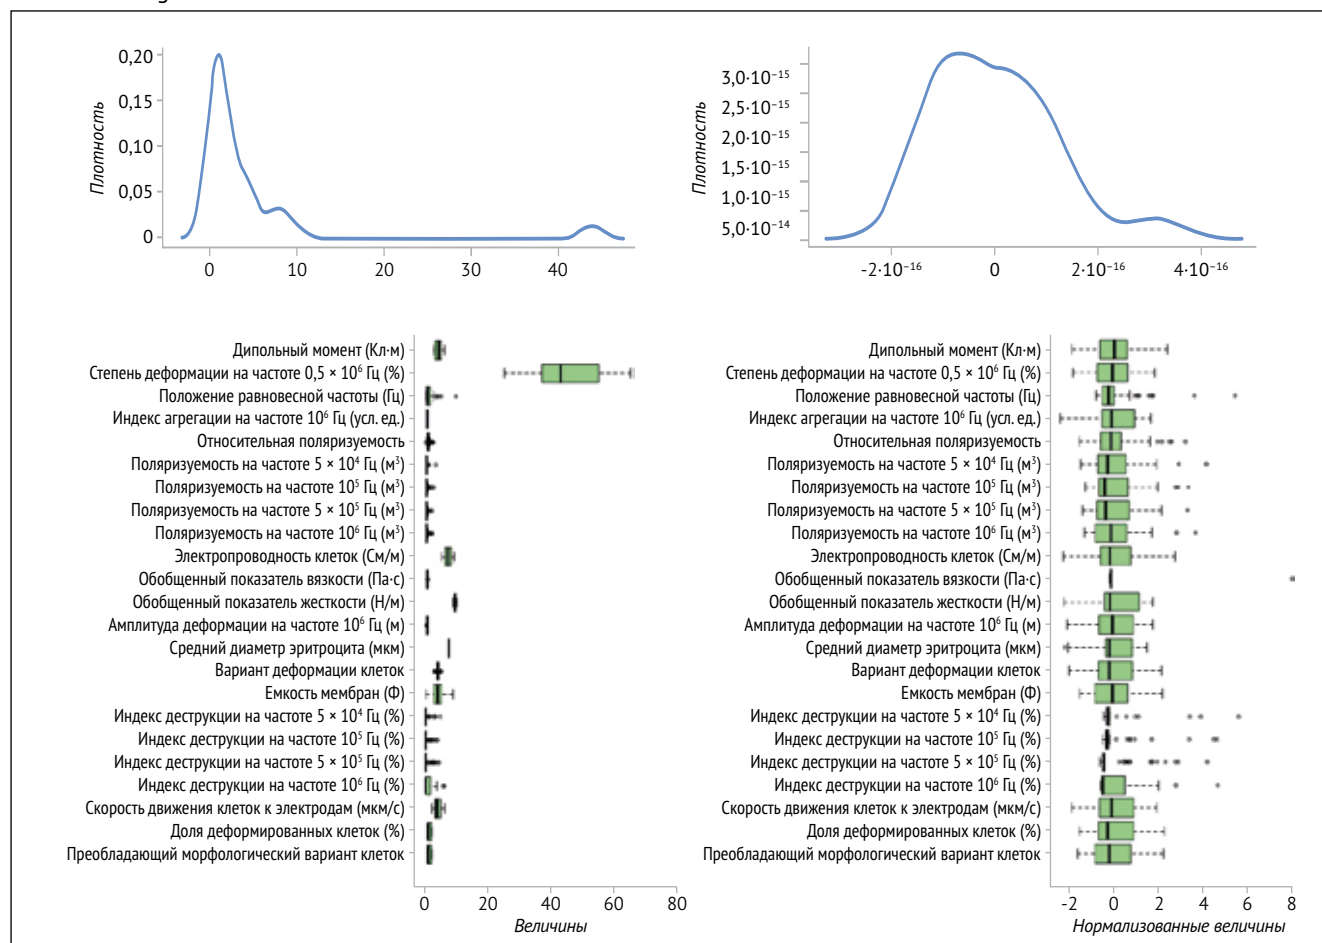 0,20
0,15
0,10
0,05
0
Плотность
0
10
20
30
40
3,0·10⁻¹⁵
2,5·10⁻¹⁵
2,0·10⁻¹⁵
1,5·10⁻¹⁵
1,0·10⁻¹⁵
5,0·10⁻¹⁴
Плотность
-2·10⁻¹⁶
0
2·10⁻¹⁶
4·10⁻¹⁶
Дипольный момент (Кл·м)
Степень деформации на частоте 0,5 × 10⁶ Гц (%)
Положение равновесной частоты (Гц)
Индекс агрегации на частоте 10⁶ Гц (усл. ед.)
Относительная поляризуемость
Поляризуемость на частоте 5 × 10⁴ Гц (м³)
Поляризуемость на частоте 10⁵ Гц (м³)
Поляризуемость на частоте 5 × 10⁵ Гц (м³)
Поляризуемость на частоте 10⁶ Гц (м³)
Электропроводность клеток (См/м)
Обобщенный показатель вязкости (Па·с)
Обобщенный показатель жесткости (Н/м)
Амплитуда деформации на частоте 10⁶ Гц (м)
Средний диаметр эритроцита (мкм)
Вариант деформации клеток
Емкость мембран (Ф)
Индекс деструкции на частоте 5 × 10⁴ Гц (%)
Индекс деструкции на частоте 10⁵ Гц (%)
Индекс деструкции на частоте 5 × 10⁵ Гц (%)
Индекс деструкции на частоте 10⁶ Гц (%)
Скорость движения клеток к электродам (мкм/с)
Доля деформированных клеток (%)
Преобладающий морфологический вариант клеток
0
20
40
60
80
Величины
Дипольный момент (Кл·м)
Степень деформации на частоте 0,5 × 10⁶ Гц (%)
Положение равновесной частоты (Гц)
Индекс агрегации на частоте 10⁶ Гц (усл. ед.)
Относительная поляризуемость
Поляризуемость на частоте 5 × 10⁴ Гц (м³)
Поляризуемость на частоте 10⁵ Гц (м³)
Поляризуемость на частоте 5 × 10⁵ Гц (м³)
Поляризуемость на частоте 10⁶ Гц (м³)
Электропроводность клеток (См/м)
Обобщенный показатель вязкости (Па·с)
Обобщенный показатель жесткости (Н/м)
Амплитуда деформации на частоте 10⁶ Гц (м)
Средний диаметр эритроцита (мкм)
Вариант деформации клеток
Емкость мембран (Ф)
Индекс деструкции на частоте 5 × 10⁴ Гц (%)
Индекс деструкции на частоте 10⁵ Гц (%)
Индекс деструкции на частоте 5 × 10⁵ Гц (%)
Индекс деструкции на частоте 10⁶ Гц (%)
Скорость движения клеток к электродам (мкм/с)
Доля деформированных клеток (%)
Преобладающий морфологический вариант клеток
-2
0
2
4
6
8
Нормализованные величины